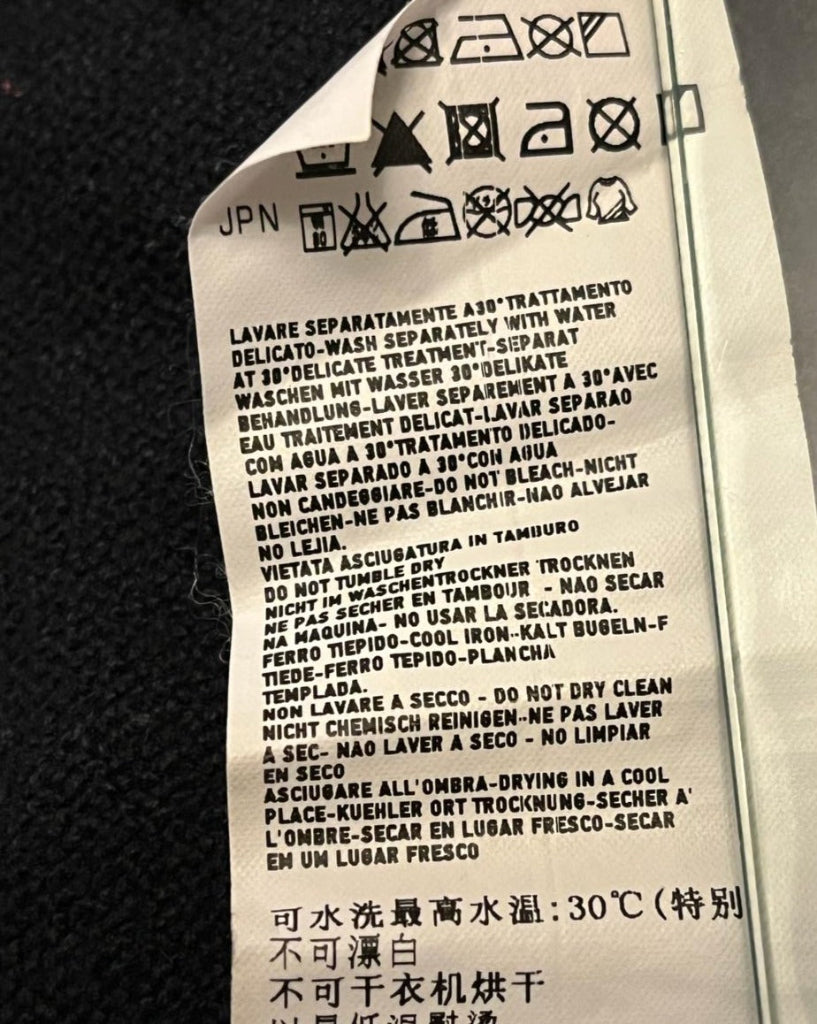 JPN
LAVARE SEPARATAMENTE A30°TRATTAMENTO
DELICATO-WASH SEPARATELY WITH WATER
AT 30°DELICATE TREATMENT-SEPARAT
WASCHEN MIT WASSER 30°DELIKATE
BEHANDLUNG-LAVER SEPAREMENT A 30°AVEC
EAU TRAITEMENT DELICAT-LAVAR SEPARAO
COM AGUA A 30°TRATAMENTO DELICADO-
LAVAR SEPARADO A 30°CON AGUA
NON CANDEGGIARE-DO NOT BLEACH-NICHT
BLEICHEN-NE PAS BLANCHIR-NAO ALVEJAR
NO LEJIA.
VIETATA ASCIUGATURA IN TAMBURO
DO NOT TUMBLE DRY
NICHT IM WASCHENTROCKNER TROCKNEN
NE PAS SECHER EN TAMBOUR - NAO SECAR
NA MAQUINA- NO USAR LA SECADORA.
FERRO TIEPIDO-COOL IRON-KALT BUGELN-F
TIEDE-FERRO TEPIDO-PLANCHA
TEMPLADA.
NON LAVARE A SECCO - DO NOT DRY CLEAN
NICHT CHEMISCH REINIGEN-NE PAS LAVER
A SEC- NAO LAVER A SECO - NO LIMPIAR
EN SECO
ASCIUGARE ALL'OMBRA-DRYING IN A COOL
PLACE-KUEHLER ORT TROCKNUNG-SECHER A'
L'OMBRE-SECAR EN LUGAR FRESCO-SECAR
EM UM LUGAR FRESCO
可水洗最高水温:30℃(特别
不可漂白
不可干衣机烘干
以最低温熨烫